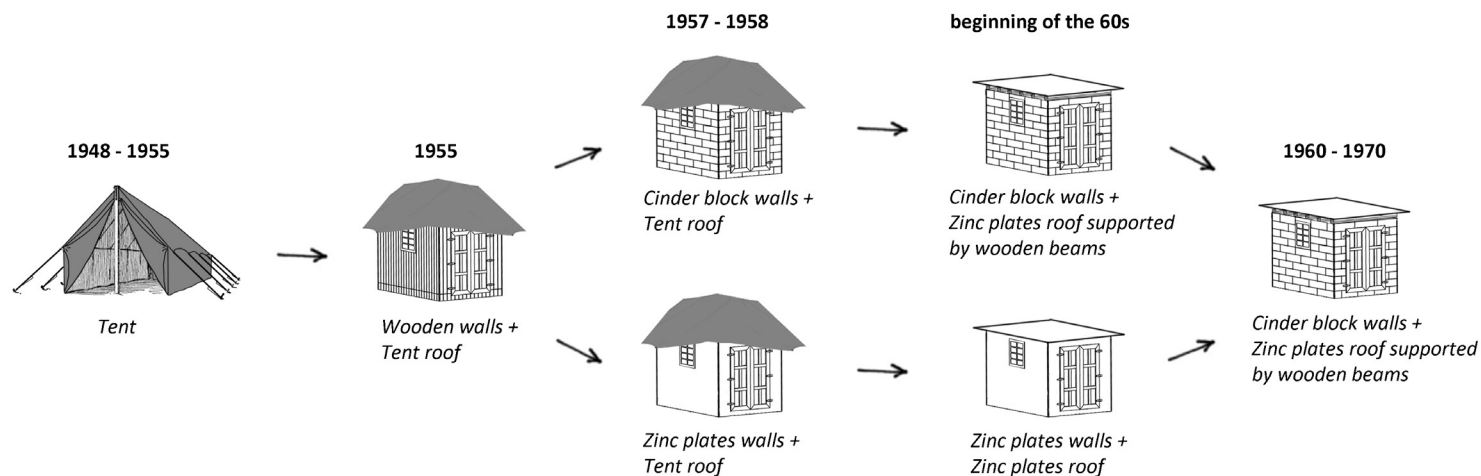 1957 - 1958
beginning of the 60s
1948 - 1955
1955
1960 - 1970
Cinder block walls +
Tent roof
Cinder block walls +
Zinc plates roof supported
by wooden beams
Tent
Wooden walls +
Tent roof
Cinder block walls +
Zinc plates roof supported
by wooden beams
Zinc plates walls +
Tent roof
Zinc plates walls +
Zinc plates roof